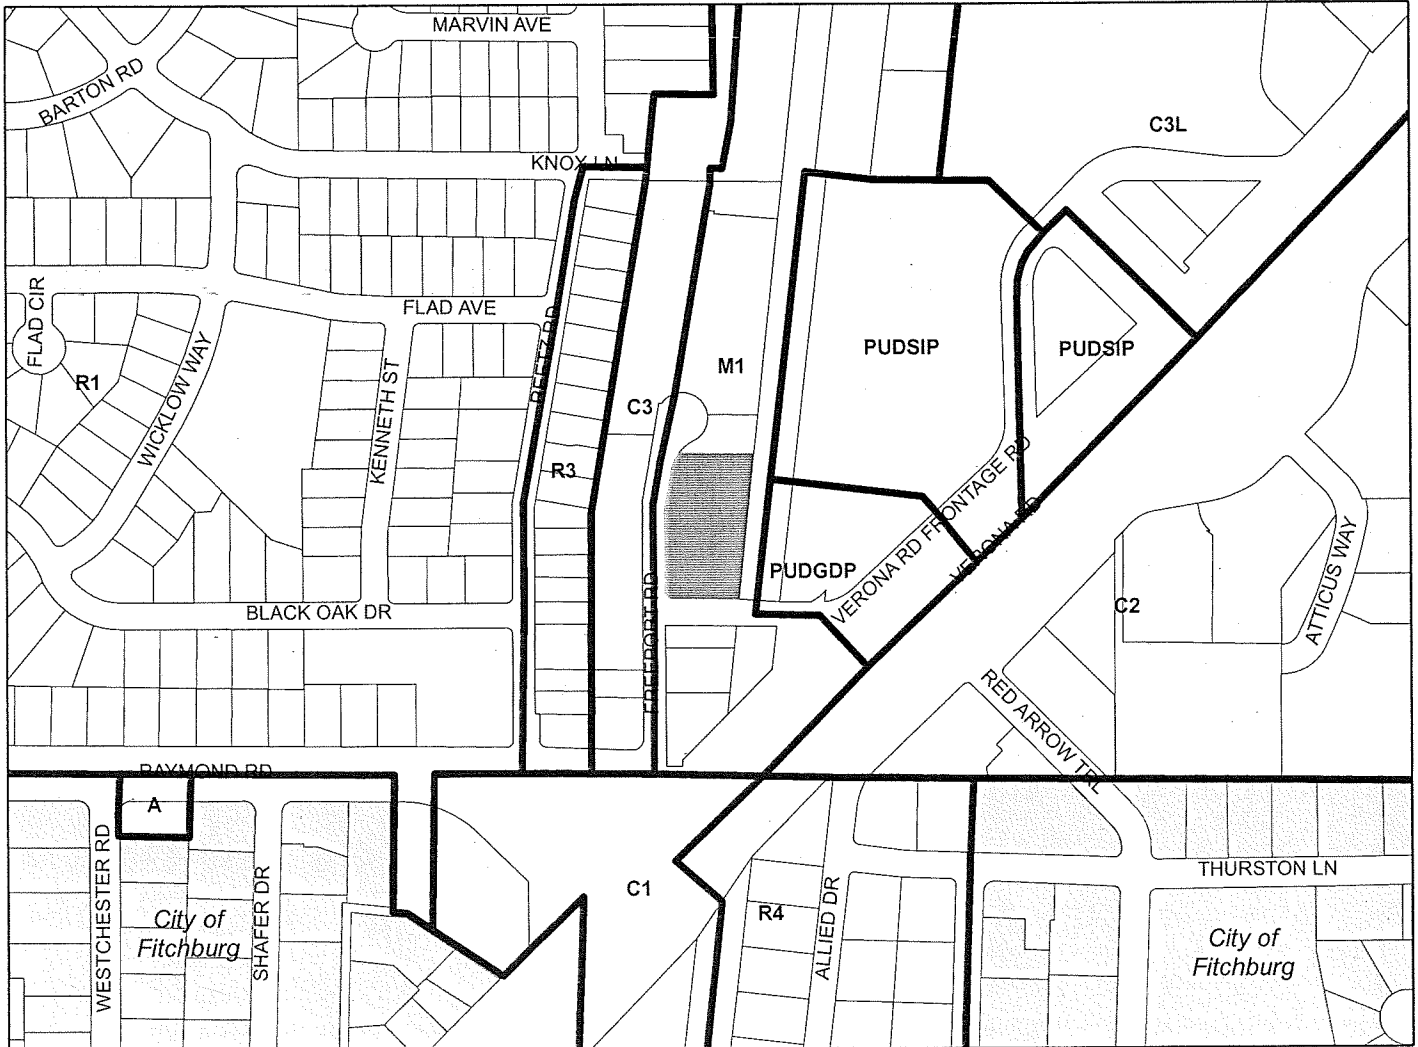 MARVIN AVE
BARTON RD
C3L
KNOX LN
FLAD CIR
FLAD AVE
BEETZ RD
R1
WICKLOW WAY
KENNETH ST
M1
PUDSIP
PUDSIP
C3
R3
VERONA RD FRONTAGE RD
VERONA RD
PUDGDP
BLACK OAK DR
FREEPORT RD
C2
ATTICUS WAY
RED ARROW TRL
RAYMOND RD
A
WESTCHESTER RD
SHAFER DR
City of
Fitchburg
C1
R4
ALLIED DR
THURSTON LN
City of
Fitchburg